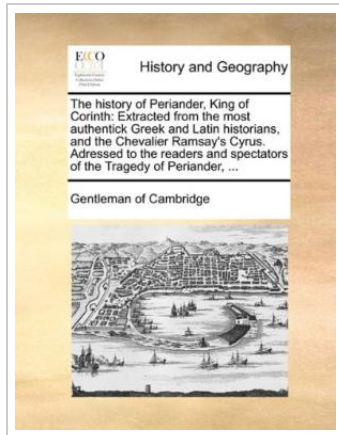 ECCO
History and Geography
The history of Periander, King of
Corinth: Extracted from the most
authentick Greek and Latin historians,
and the Chevalier Ramsay's Cyrus.
Adressed to the readers and spectators
of the Tragedy of Periander, ...
Gentleman of Cambridge